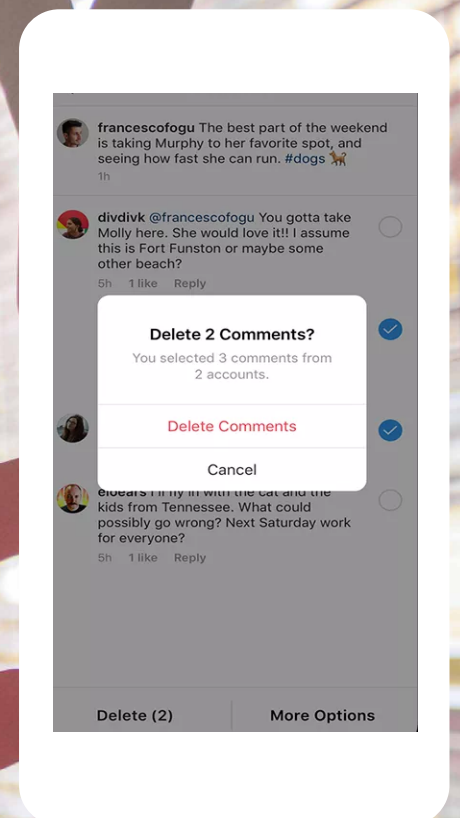 francescofogu The best part of the weekend
is taking Murphy to her favorite spot, and
seeing how fast she can run. #dogs 🐕
1h
divdivk @francescofogu You gotta take
Molly here. She would love it!! I assume
this is Fort Funston or maybe some
other beach?
5h 1 like Reply
Delete 2 Comments?
You selected 3 comments from
2 accounts.
Delete Comments
Cancel
eloears I'll fly in with the cat and the
kids from Tennessee. What could
possibly go wrong? Next Saturday work
for everyone?
5h 1 like Reply
Delete (2) More Options